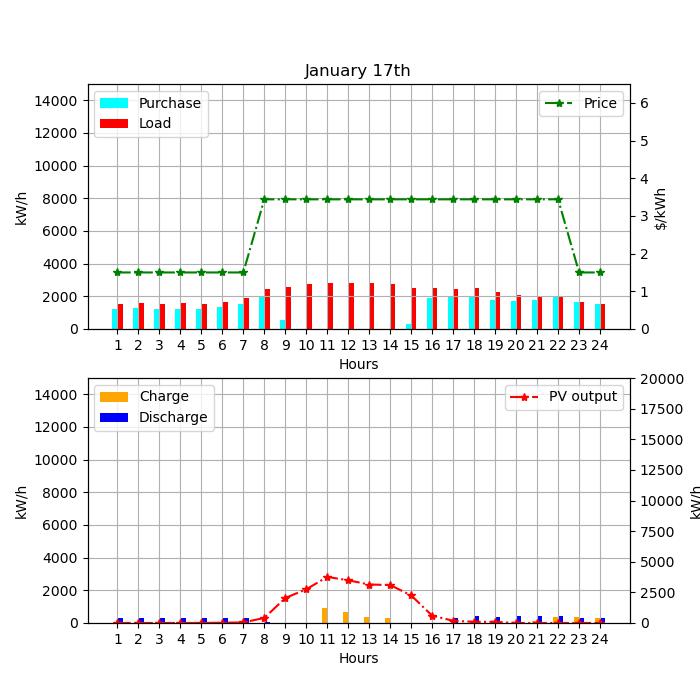 January 17th
14000
12000
10000
8000
6000
4000
2000
0
kW/h
Purchase
Load
Price
6
5
4
3
2
1
0
$/kWh
1 2 3 4 5 6 7 8 9 10 11 12 13 14 15 16 17 18 19 20 21 22 23 24
Hours
14000
12000
10000
8000
6000
4000
2000
0
kW/h
Charge
Discharge
PV output
20000
17500
15000
12500
10000
7500
5000
2500
0
kW/h
1 2 3 4 5 6 7 8 9 10 11 12 13 14 15 16 17 18 19 20 21 22 23 24
Hours